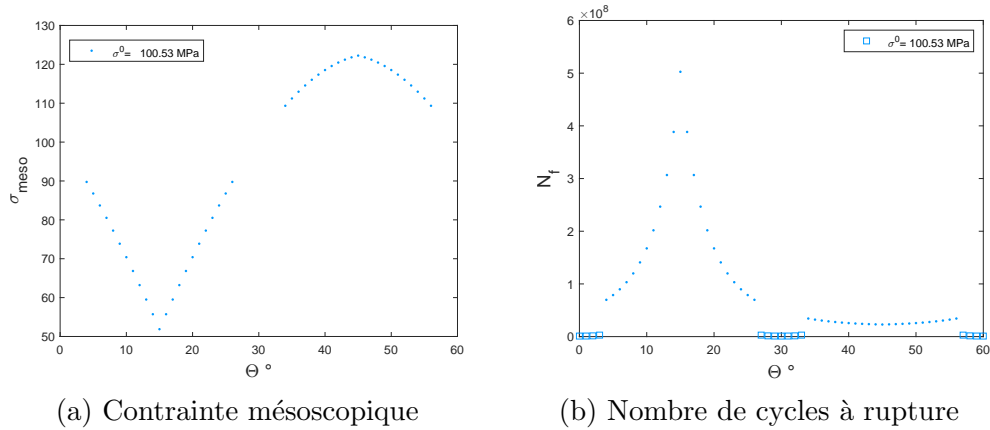 130
120
110
100
90
80
70
60
50
0 10 20 30 40 50 60
σ⁰= 100.53 MPa
σ_meso
Θ °
(a) Contrainte mésoscopique
×10⁸
6
5
4
3
2
1
0
0 10 20 30 40 50 60
σ⁰= 100.53 MPa
N_f
Θ °
(b) Nombre de cycles à rupture